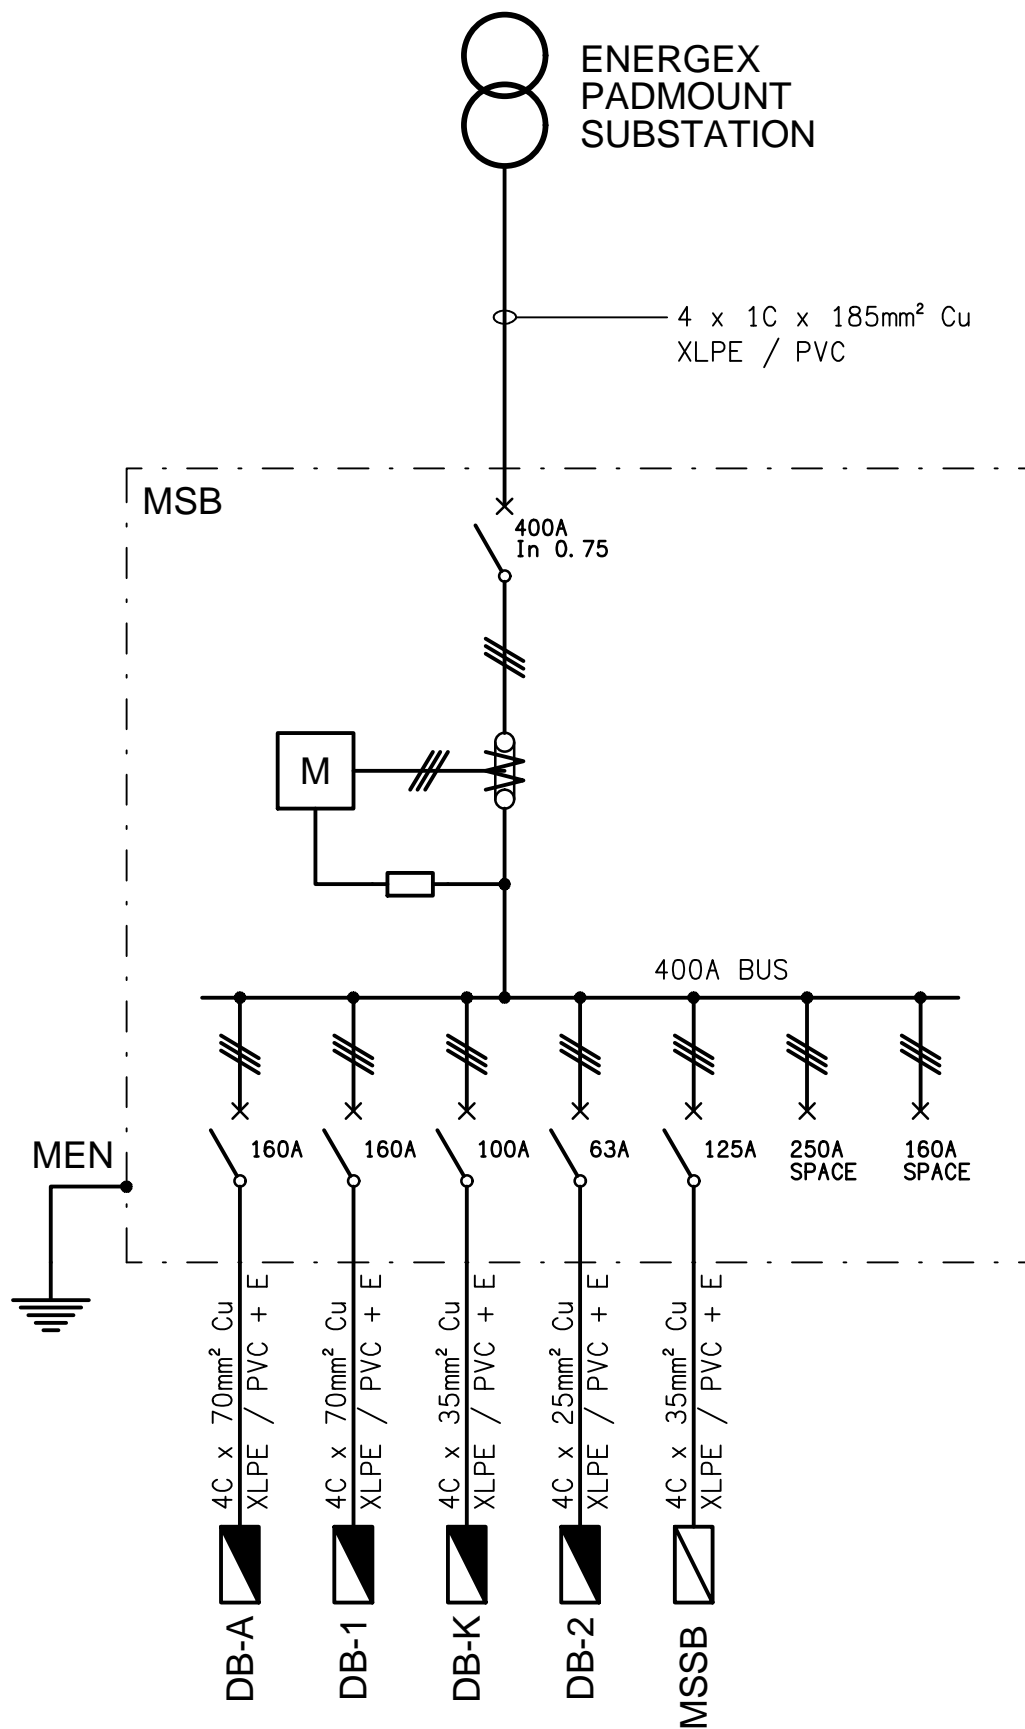 ENERGEX
PADMOUNT
SUBSTATION
4 x 1C x 185mm² Cu
XLPE / PVC
MSB
400A
In 0.75
M
400A BUS
MEN
160A
160A
100A
63A
125A
250A
SPACE
160A
SPACE
4C x 70mm² Cu
XLPE / PVC + E
4C x 70mm² Cu
XLPE / PVC + E
4C x 35mm² Cu
XLPE / PVC + E
4C x 25mm² Cu
XLPE / PVC + E
4C x 35mm² Cu
XLPE / PVC + E
DB-A
DB-1
DB-K
DB-2
MSSB